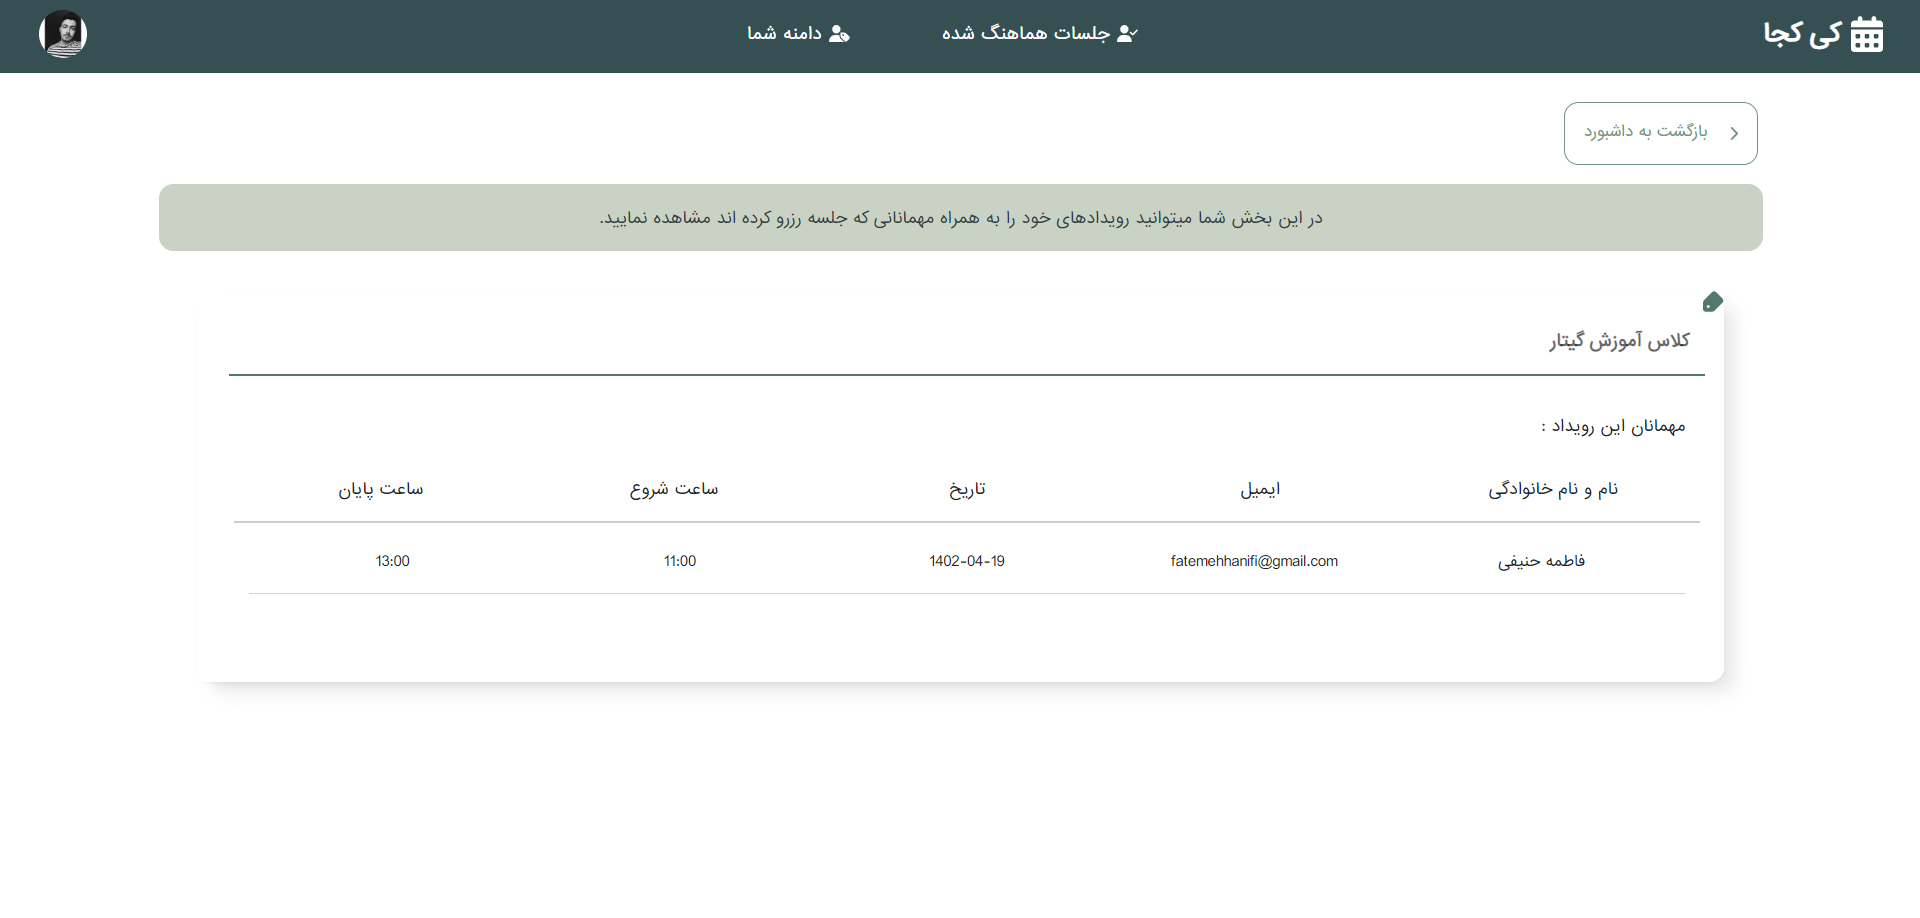 کی کجا
جلسات هماهنگ شده
دامنه شما
بازگشت به داشبورد
در این بخش شما میتوانید رویدادهای خود را به همراه مهمانانی که جلسه رزرو کرده اند مشاهده نمایید.
کلاس آموزش گیتار
مهمانان این رویداد :
نام و نام خانوادگی ایمیل تاریخ ساعت شروع ساعت پایان
فاطمه حنیفی fatemehhanifi@gmail.com 1402-04-19 11:00 13:00